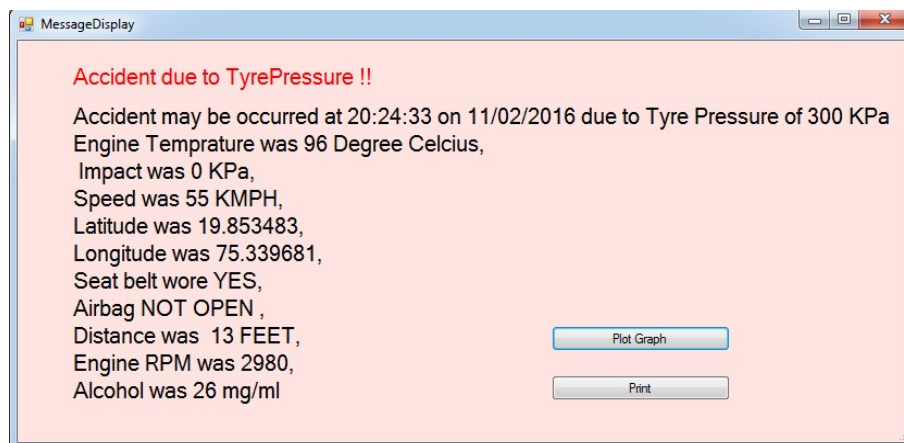 MessageDisplay
Accident due to TyrePressure !!
Accident may be occurred at 20:24:33 on 11/02/2016 due to Tyre Pressure of 300 KPa
Engine Temprature was 96 Degree Celcius,
Impact was 0 KPa,
Speed was 55 KMPH,
Latitude was 19.853483,
Longitude was 75.339681,
Seat belt wore YES,
Airbag NOT OPEN ,
Distance was  13 FEET,
Plot Graph
Engine RPM was 2980,
Alcohol was 26 mg/ml
Print